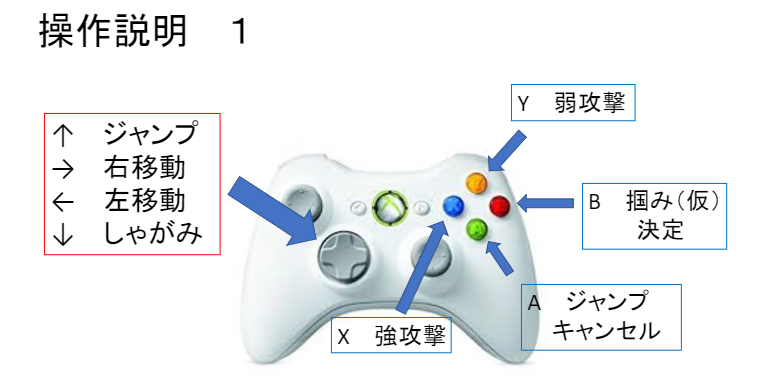 操作説明　１
Y　弱攻撃
↑　ジャンプ
→　右移動
←　左移動
↓　しゃがみ
B　掴み（仮）
決定
A　ジャンプ
キャンセル
X　強攻撃
Y
X
B
A